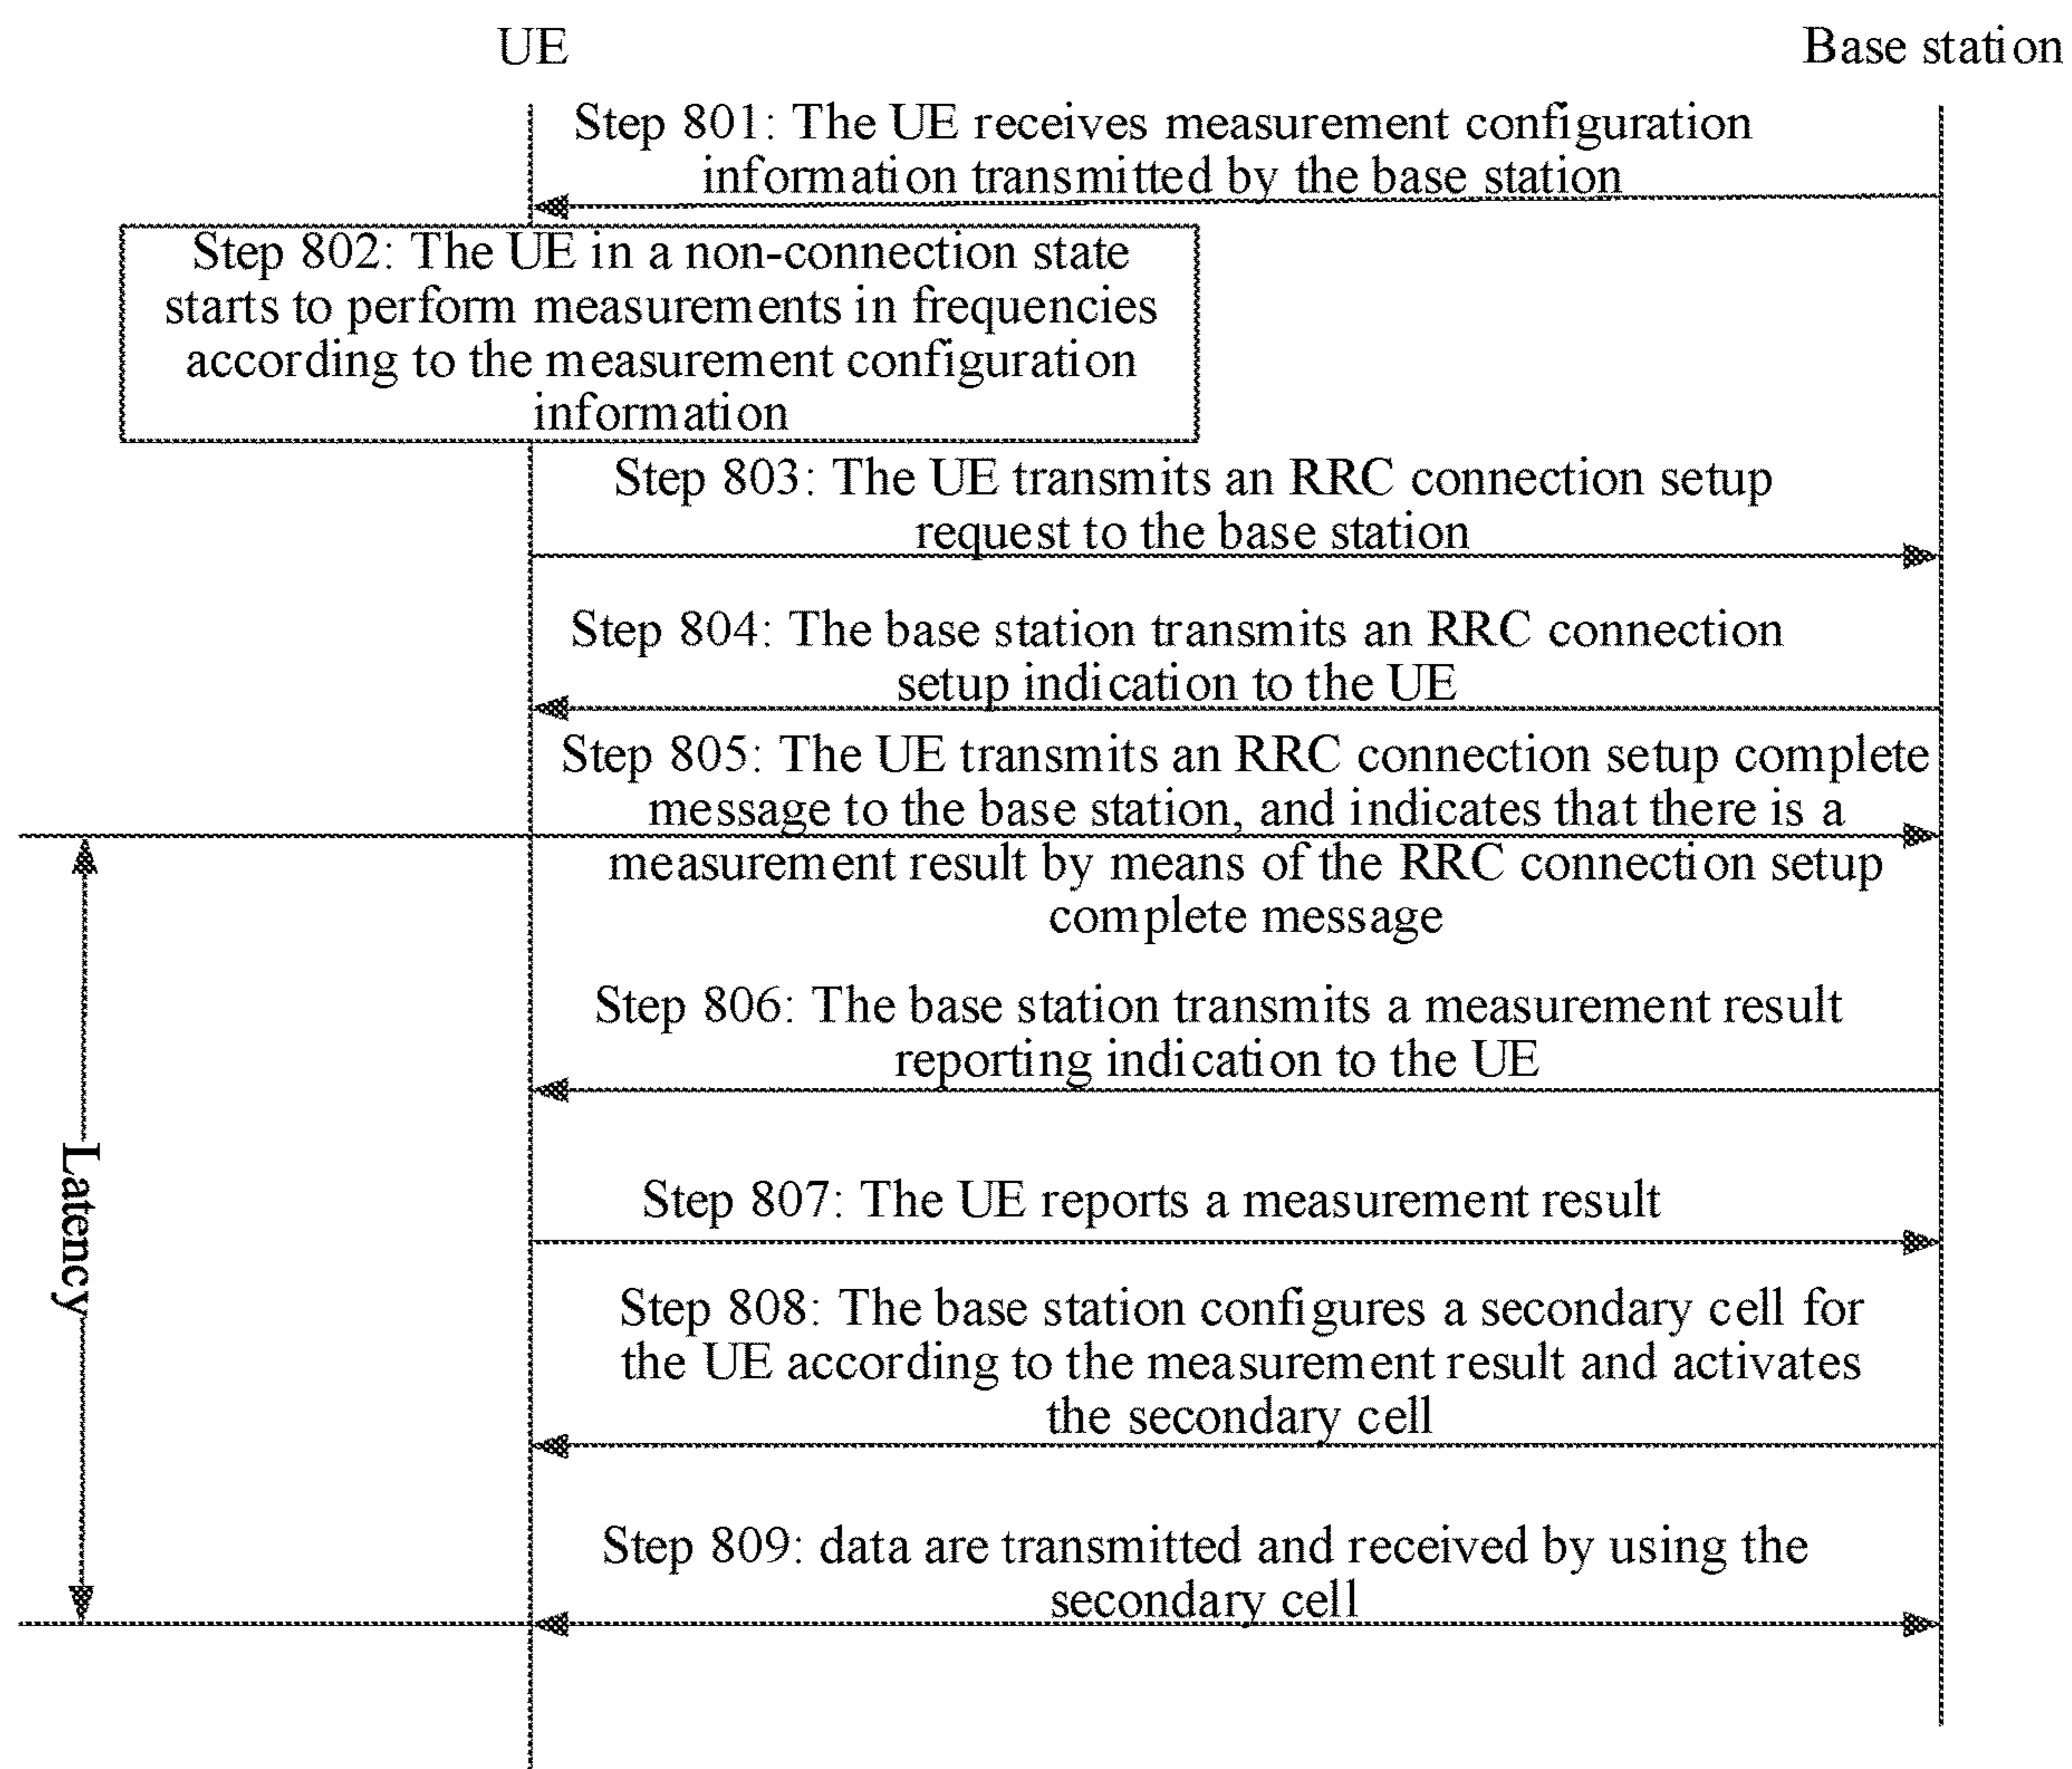 UE
Base station
Step 801: The UE receives measurement configuration
information transmitted by the base station
Step 802: The UE in a non-connection state
starts to perform measurements in frequencies
according to the measurement configuration
information
Step 803: The UE transmits an RRC connection setup
request to the base station
Step 804: The base station transmits an RRC connection
setup indication to the UE
Step 805: The UE transmits an RRC connection setup complete
message to the base station, and indicates that there is a
measurement result by means of the RRC connection setup
complete message
Step 806: The base station transmits a measurement result
reporting indication to the UE
Latency
Step 807: The UE reports a measurement result
Step 808: The base station configures a secondary cell for
the UE according to the measurement result and activates
the secondary cell
Step 809: data are transmitted and received by using the
secondary cell